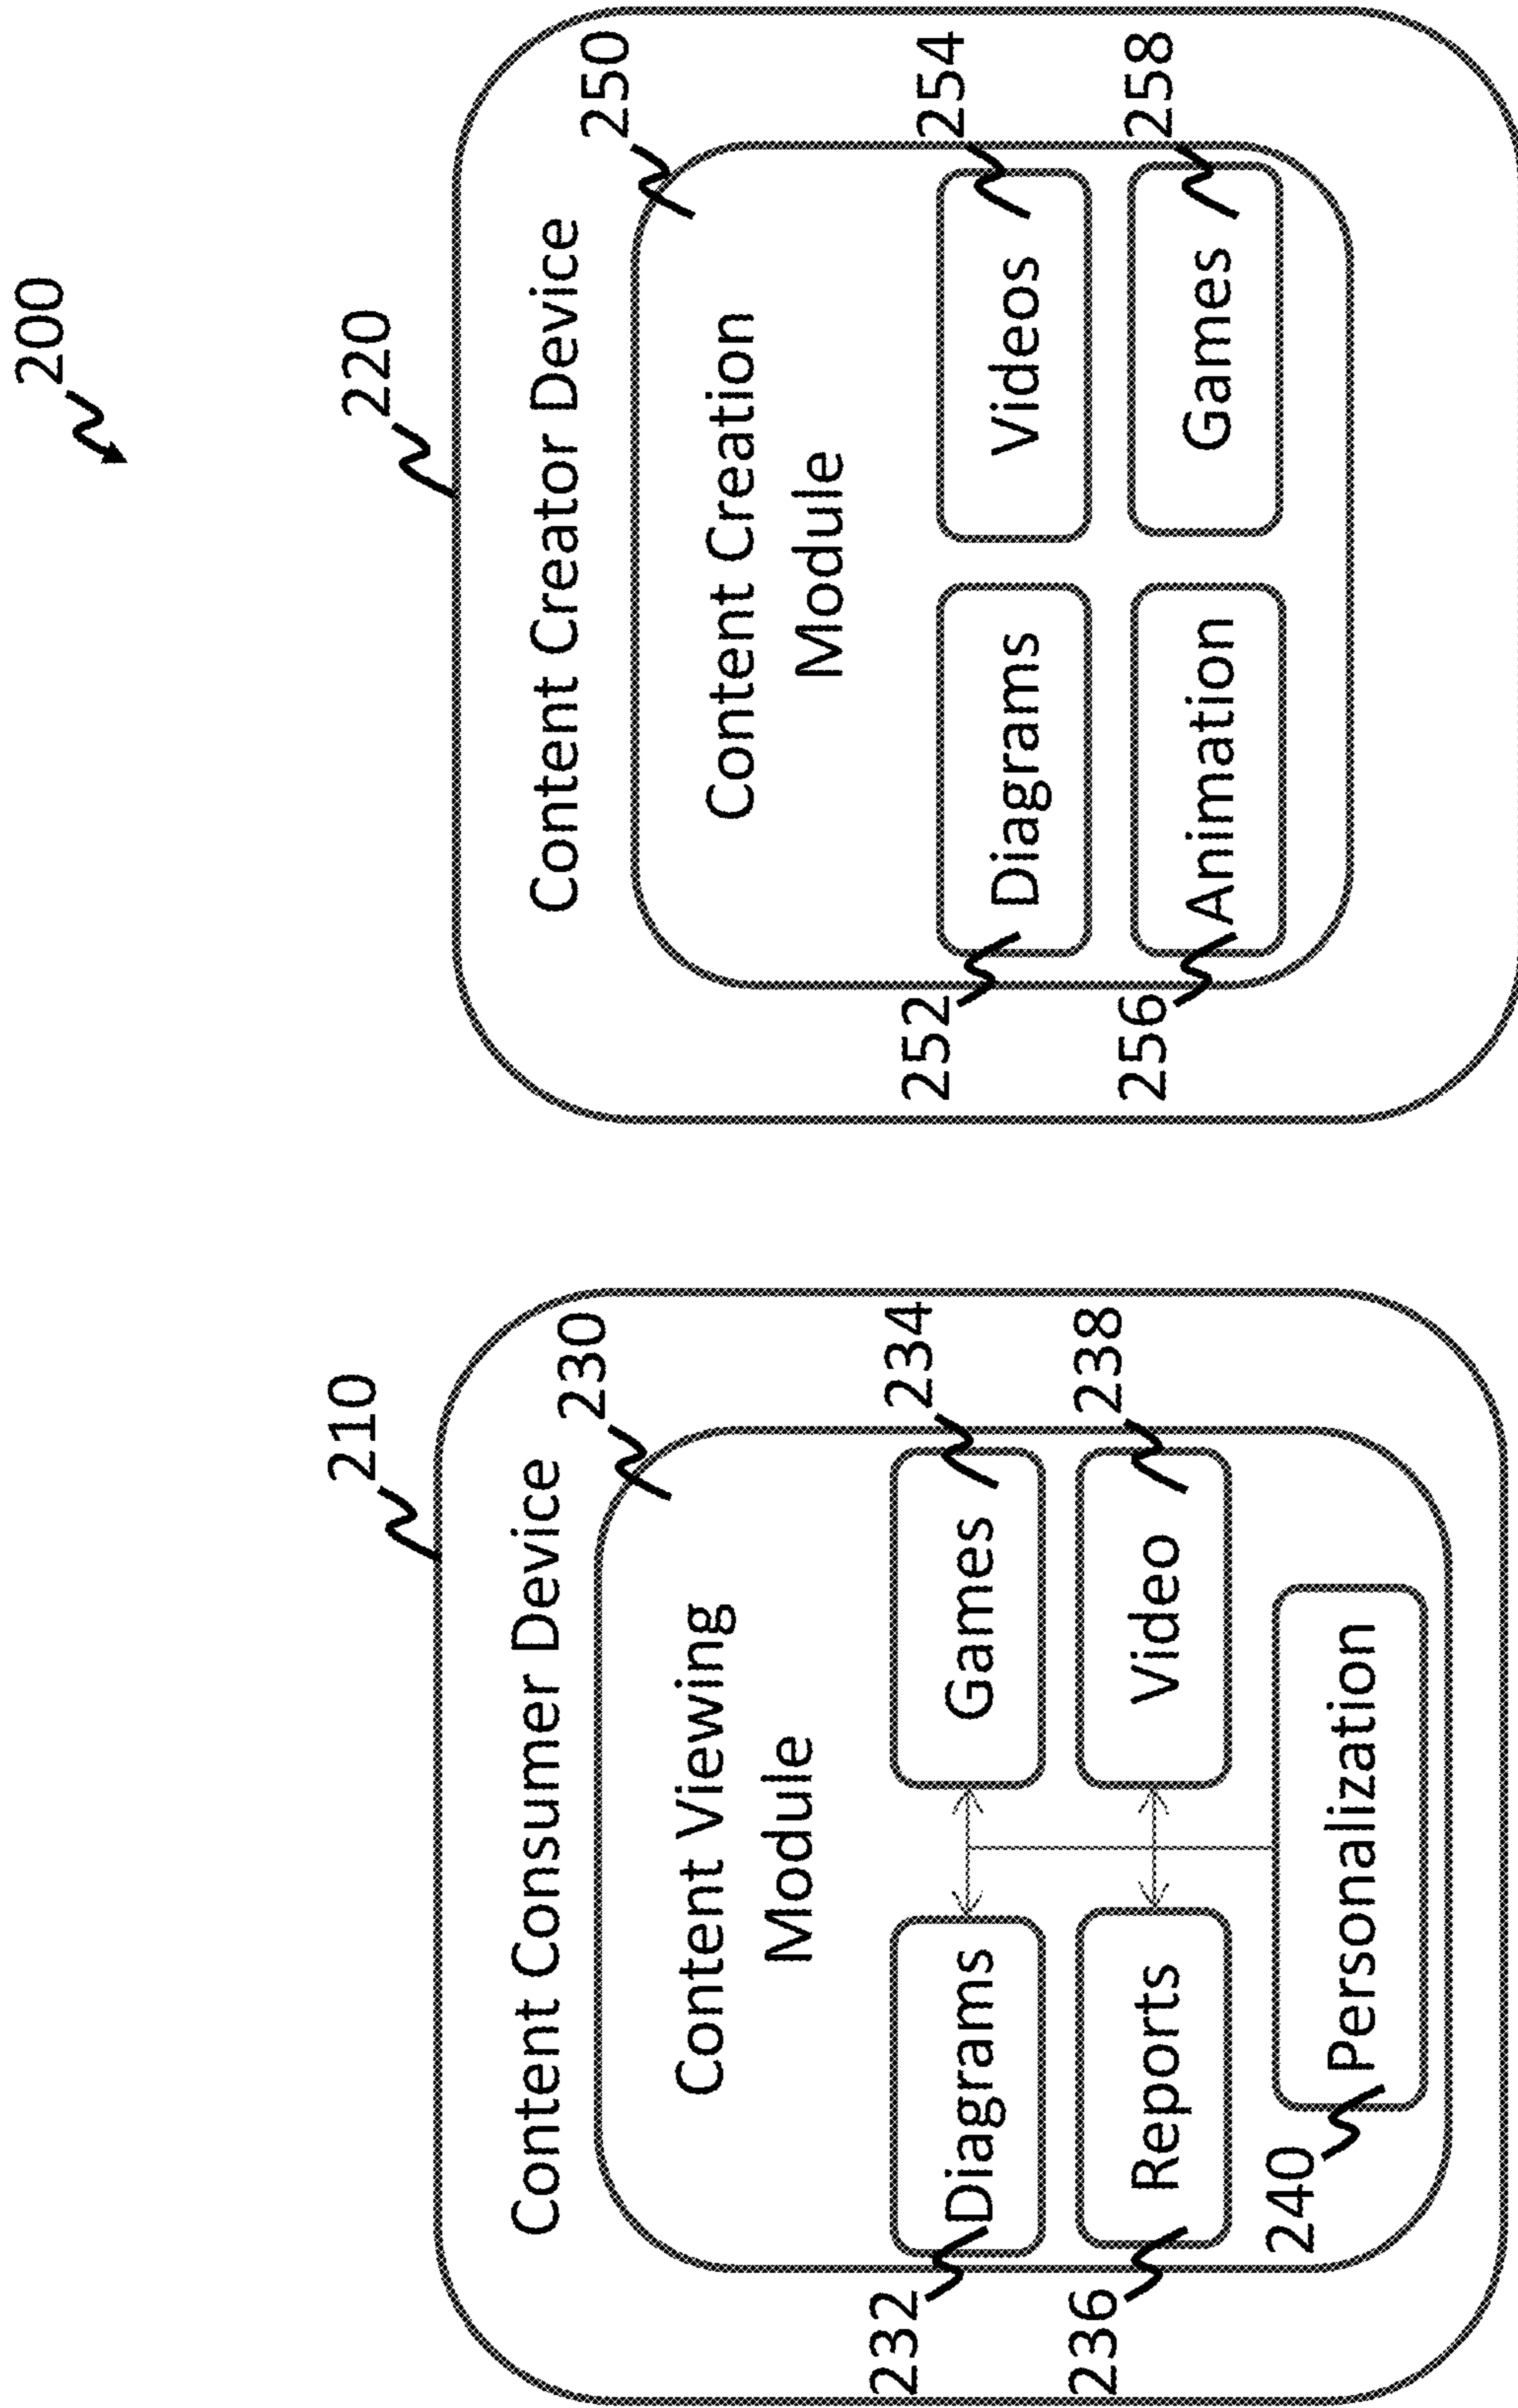 200
210
Content Consumer Device
230
Content Viewing
Module
232
Diagrams
Games
234
236
Reports
Video
238
240
Personalization
220
Content Creator Device
250
Content Creation
Module
252
Diagrams
Videos
254
256
Animation
Games
258